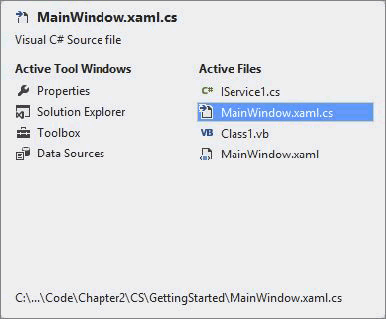 MainWindow.xaml.cs
Visual C# Source file
Active Tool Windows
Properties
Solution Explorer
Toolbox
Data Sources
Active Files
C# IService1.cs
MainWindow.xaml.cs
VB Class1.vb
MainWindow.xaml
C:\...\Code\Chapter2\CS\GettingStarted\MainWindow.xaml.cs